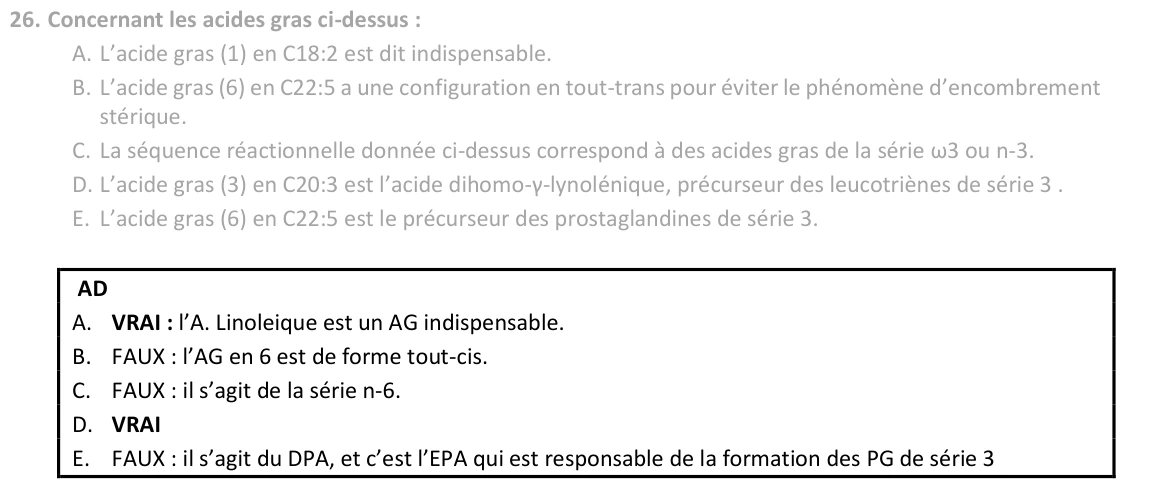 26. Concernant les acides gras ci-dessus :
A. L’acide gras (1) en C18:2 est dit indispensable.
B. L’acide gras (6) en C22:5 a une configuration en tout-trans pour éviter le phénomène d’encombrement
stérique.
C. La séquence réactionnelle donnée ci-dessus correspond à des acides gras de la série ω3 ou n-3.
D. L’acide gras (3) en C20:3 est l’acide dihomo-γ-lynolénique, précurseur des leucotriènes de série 3 .
E. L’acide gras (6) en C22:5 est le précurseur des prostaglandines de série 3.
AD
A. VRAI : l’A. Linoleique est un AG indispensable.
B. FAUX : l’AG en 6 est de forme tout-cis.
C. FAUX : il s’agit de la série n-6.
D. VRAI
E. FAUX : il s’agit du DPA, et c’est l’EPA qui est responsable de la formation des PG de série 3